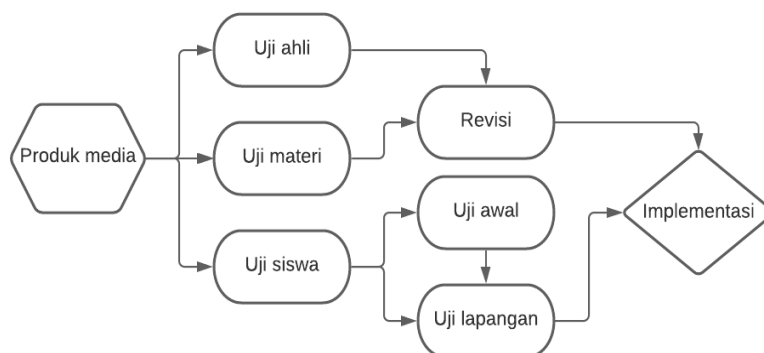 Produk media
Uji ahli
Uji materi
Uji siswa
Revisi
Uji awal
Uji lapangan
Implementasi